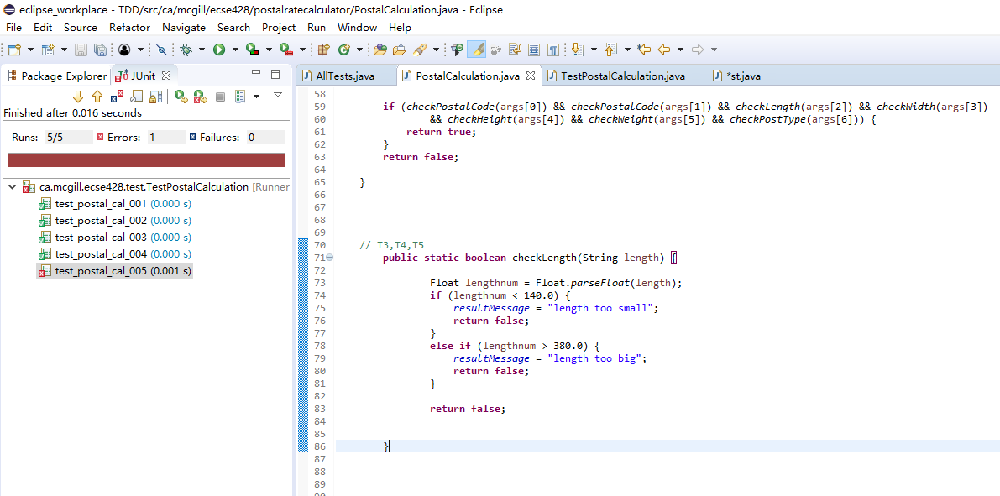 eclipse_workplace - TDD/src/ca/mcgill/ecse428/postalratecalculator/PostalCalculation.java - Eclipse
File Edit Source Refactor Navigate Search Project Run Window Help
Package Explorer JUnit
Finished after 0.016 seconds
Runs: 5/5 Errors: 1 Failures: 0
ca.mcgill.ecse428.test.TestPostalCalculation [Runner
test_postal_cal_001 (0.000 s)
test_postal_cal_002 (0.000 s)
test_postal_cal_003 (0.000 s)
test_postal_cal_004 (0.000 s)
test_postal_cal_005 (0.001 s)
AllTests.java PostalCalculation.java TestPostalCalculation.java *st.java
58
59 if (checkPostalCode(args[0]) && checkPostalCode(args[1]) && checkLength(args[2]) && checkWidth(args[3])
60 && checkHeight(args[4]) && checkWeight(args[5]) && checkPostType(args[6])) {
61 return true;
62 }
63 return false;
64
65 }
66
67
68
69
70 // T3,T4,T5
71 public static boolean checkLength(String length) {
72
73 Float lengthnum = Float.parseFloat(length);
74 if (lengthnum < 140.0) {
75 resultMessage = "length too small";
76 return false;
77 }
78 else if (lengthnum > 380.0) {
79 resultMessage = "length too big";
80 return false;
81 }
82
83 return false;
84
85
86 }
87
88
89